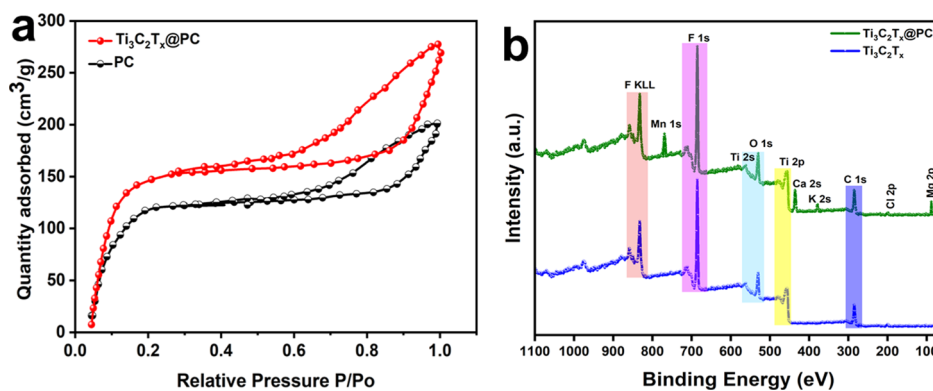 a
Ti₃C₂Tₓ@PC
PC
Quantity adsorbed (cm³/g)
300
250
200
150
100
50
0
0.0 0.2 0.4 0.6 0.8 1.0
Relative Pressure P/Po
b
Ti₃C₂Tₓ@PC
Ti₃C₂Tₓ
F 1s
F KLL
Mn 1s
Ti 2s
O 1s
Ti 2p
Ca 2s
K 2s
C 1s
Cl 2p
Intensity (a.u.)
1100 1000 900 800 700 600 500 400 300 200 100
Binding Energy (eV)